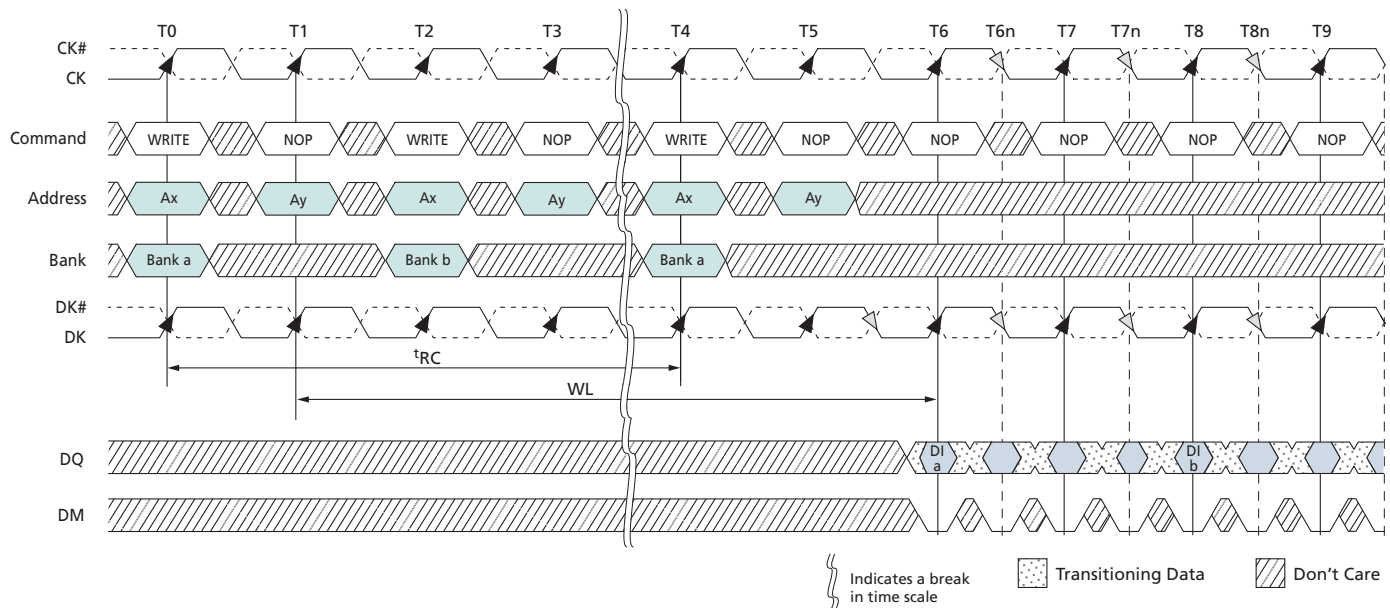 T0 T1 T2 T3 T4 T5 T6 T6n T7 T7n T8 T8n T9
CK#
CK
Command WRITE NOP WRITE NOP WRITE NOP NOP NOP NOP NOP
Address Ax Ay Ax Ay Ax Ay
Bank Bank a Bank b Bank a
DK#
DK
tRC
WL
DQ DI a DI b
DM
Indicates a break
in time scale
Transitioning Data
Don't Care